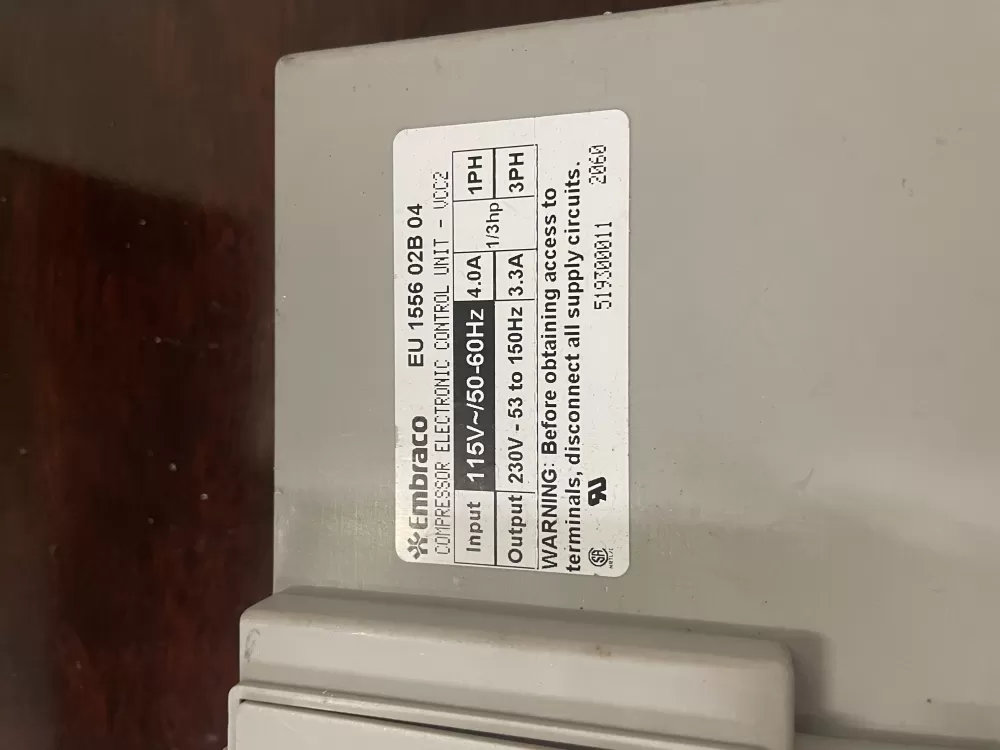 Embraco EU 1556 02B 04
COMPRESSOR ELECTRONIC CONTROL UNIT - VCC2
Input 115V~/50-60Hz 4.0A 1/3hp 1PH
Output 230V - 53 to 150Hz 3.3A 3PH
WARNING: Before obtaining access to
terminals, disconnect all supply circuits.
519300011 2060